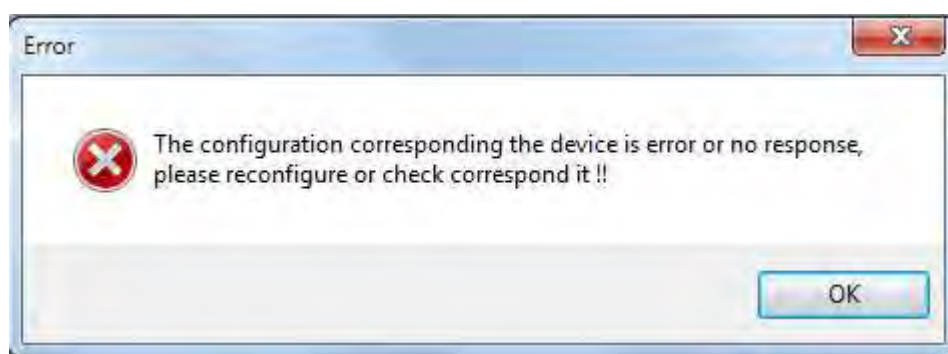 Error
The configuration corresponding the device is error or no response,
please reconfigure or check correspond it !!
OK